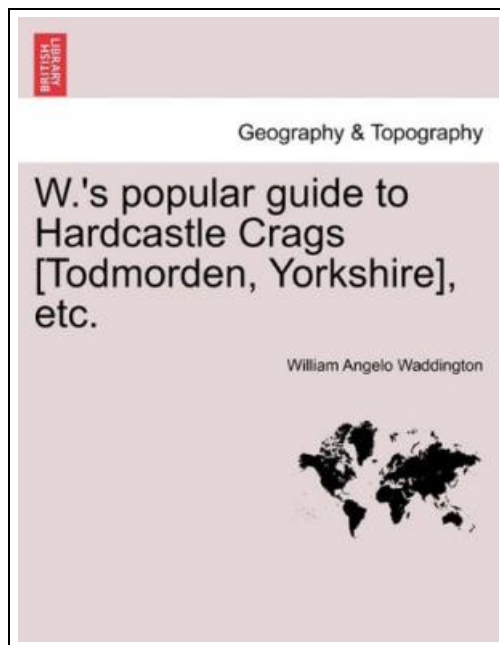 BRITISH
LIBRARY
Geography & Topography
W.'s popular guide to
Hardcastle Crags
[Todmorden, Yorkshire],
etc.
William Angelo Waddington